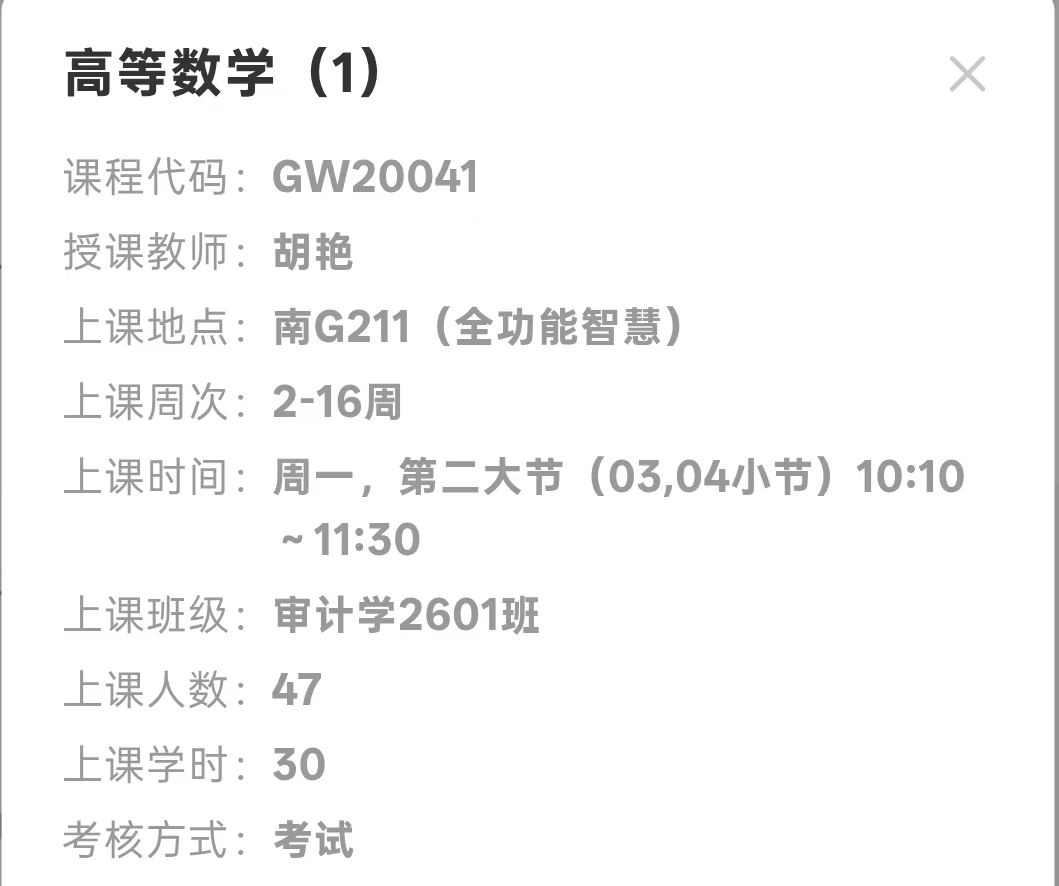 高等数学（1）
课程代码：GW20041
授课教师：胡艳
上课地点：南G211（全功能智慧）
上课周次：2-16周
上课时间：周一，第二大节（03,04小节）10:10
~ 11:30
上课班级：审计学2601班
上课人数：47
上课学时：30
考核方式：考试